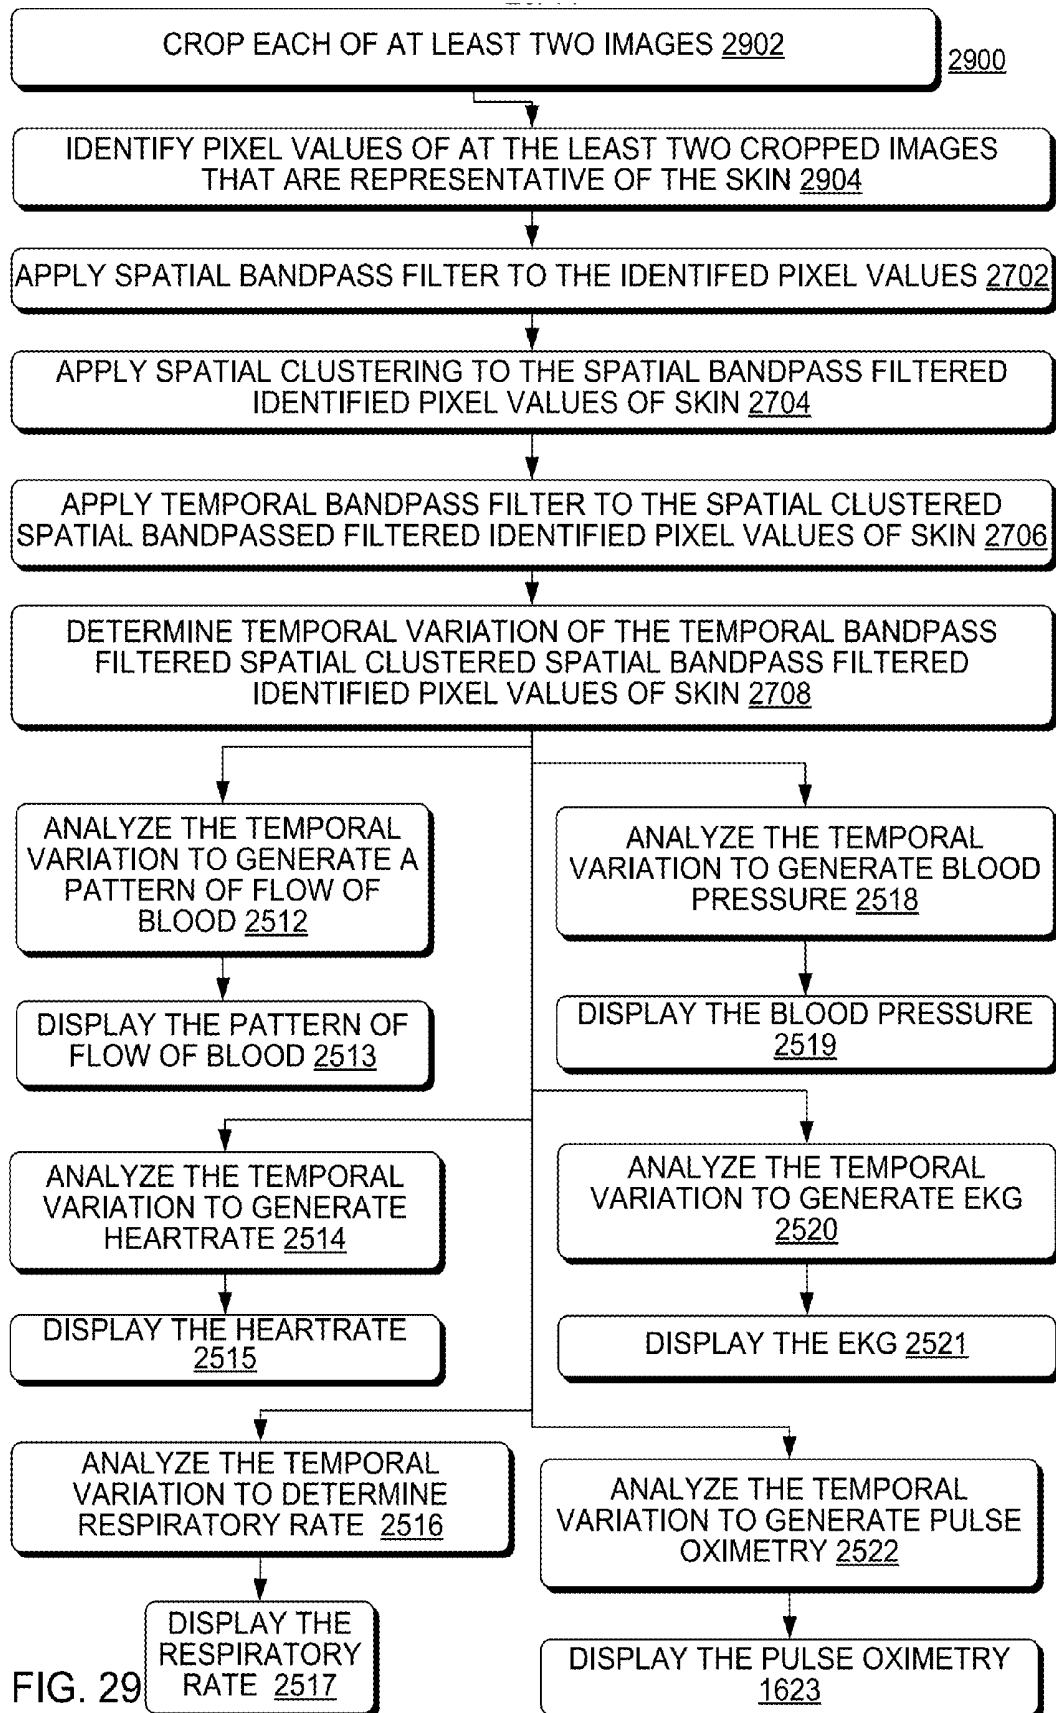 CROP EACH OF AT LEAST TWO IMAGES 2902
2900
IDENTIFY PIXEL VALUES OF AT THE LEAST TWO CROPPED IMAGES
THAT ARE REPRESENTATIVE OF THE SKIN 2904
APPLY SPATIAL BANDPASS FILTER TO THE IDENTIFED PIXEL VALUES 2702
APPLY SPATIAL CLUSTERING TO THE SPATIAL BANDPASS FILTERED
IDENTIFIED PIXEL VALUES OF SKIN 2704
APPLY TEMPORAL BANDPASS FILTER TO THE SPATIAL CLUSTERED
SPATIAL BANDPASSED FILTERED IDENTIFIED PIXEL VALUES OF SKIN 2706
DETERMINE TEMPORAL VARIATION OF THE TEMPORAL BANDPASS
FILTERED SPATIAL CLUSTERED SPATIAL BANDPASS FILTERED
IDENTIFIED PIXEL VALUES OF SKIN 2708
ANALYZE THE TEMPORAL
VARIATION TO GENERATE A
PATTERN OF FLOW OF
BLOOD 2512
ANALYZE THE TEMPORAL
VARIATION TO GENERATE BLOOD
PRESSURE 2518
DISPLAY THE PATTERN OF
FLOW OF BLOOD 2513
DISPLAY THE BLOOD PRESSURE
2519
ANALYZE THE TEMPORAL
VARIATION TO GENERATE
HEARTRATE 2514
ANALYZE THE TEMPORAL
VARIATION TO GENERATE EKG
2520
DISPLAY THE HEARTRATE
2515
DISPLAY THE EKG 2521
ANALYZE THE TEMPORAL
VARIATION TO DETERMINE
RESPIRATORY RATE 2516
ANALYZE THE TEMPORAL
VARIATION TO GENERATE PULSE
OXIMETRY 2522
DISPLAY THE
RESPIRATORY
RATE 2517
DISPLAY THE PULSE OXIMETRY
1623
FIG. 29